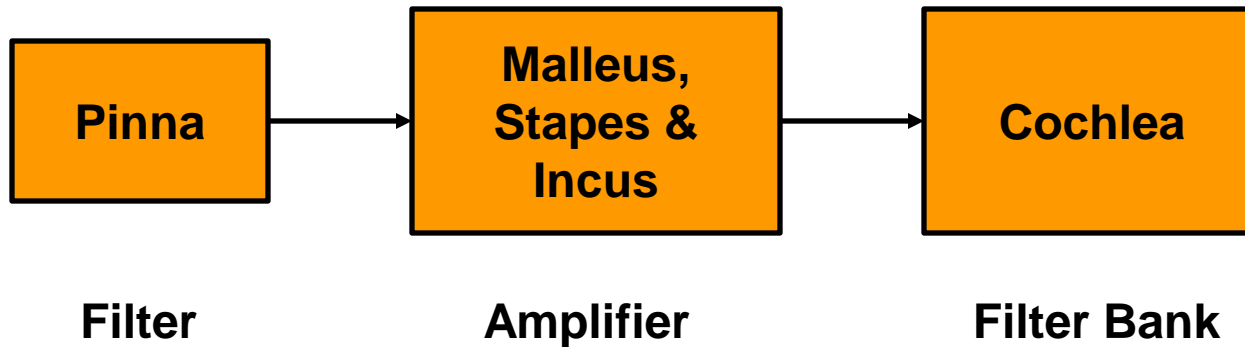 Pinna
Malleus,
Stapes &
Incus
Cochlea
Filter
Amplifier
Filter Bank